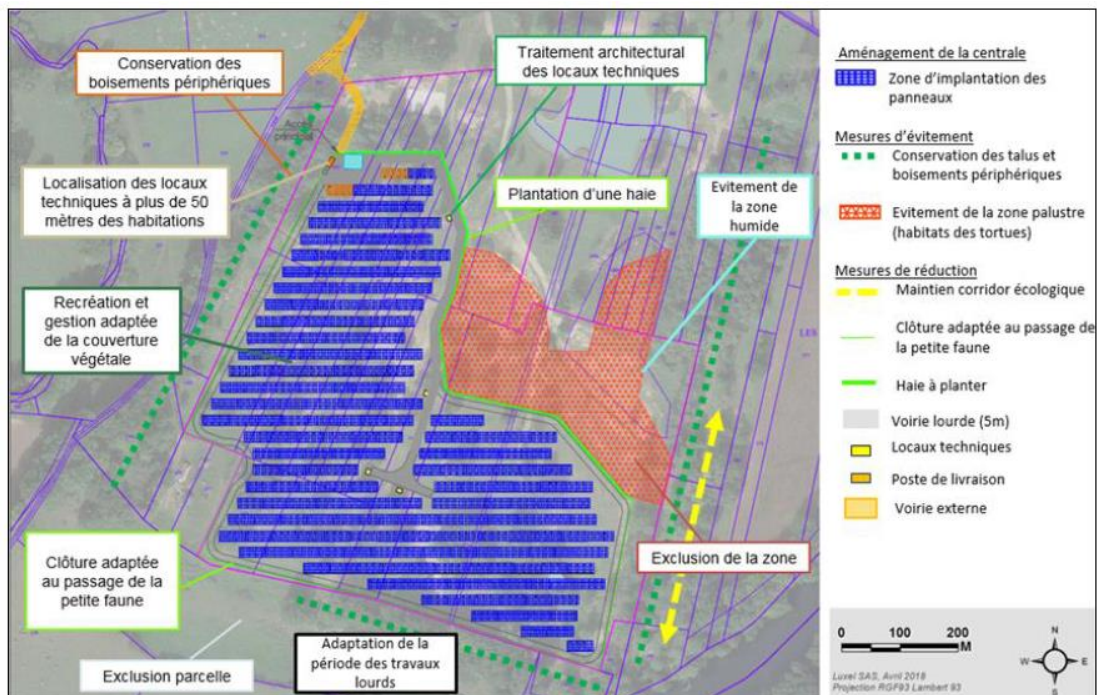 Conservation des
boisements périphériques
Traitement architectural
des locaux techniques
Accès
principal
Localisation des locaux
techniques à plus de 50
mètres des habitations
Plantation d'une haie
Evitement de
la zone
humide
Recréation et
gestion adaptée
de la couverture
végétale
LES
Clôture adaptée
au passage de la
petite faune
Exclusion de la zone
Exclusion parcelle
Adaptation de la
période des travaux
lourds
Aménagement de la centrale
Zone d'implantation des
panneaux
Mesures d'évitement
Conservation des talus et
boisements périphériques
Evitement de la zone palustre
(habitats des tortues)
Mesures de réduction
Maintien corridor écologique
Clôture adaptée au passage de
la petite faune
Haie à planter
Voirie lourde (5m)
Locaux techniques
Poste de livraison
Voirie externe
0 100 200
M
N
W E
S
Luxel SAS, Avril 2018
Projection RGF93 Lambert 93